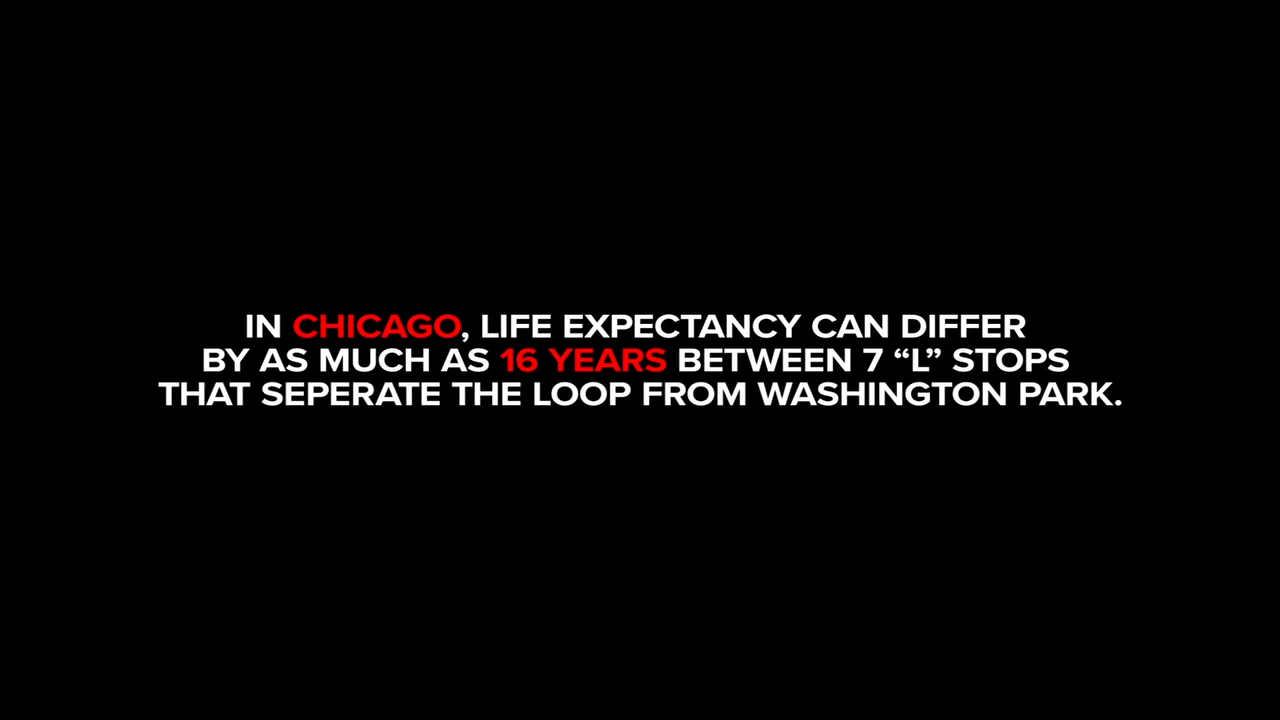 IN CHICAGO, LIFE EXPECTANCY CAN DIFFER
BY AS MUCH AS 16 YEARS BETWEEN 7 “L” STOPS
THAT SEPERATE THE LOOP FROM WASHINGTON PARK.